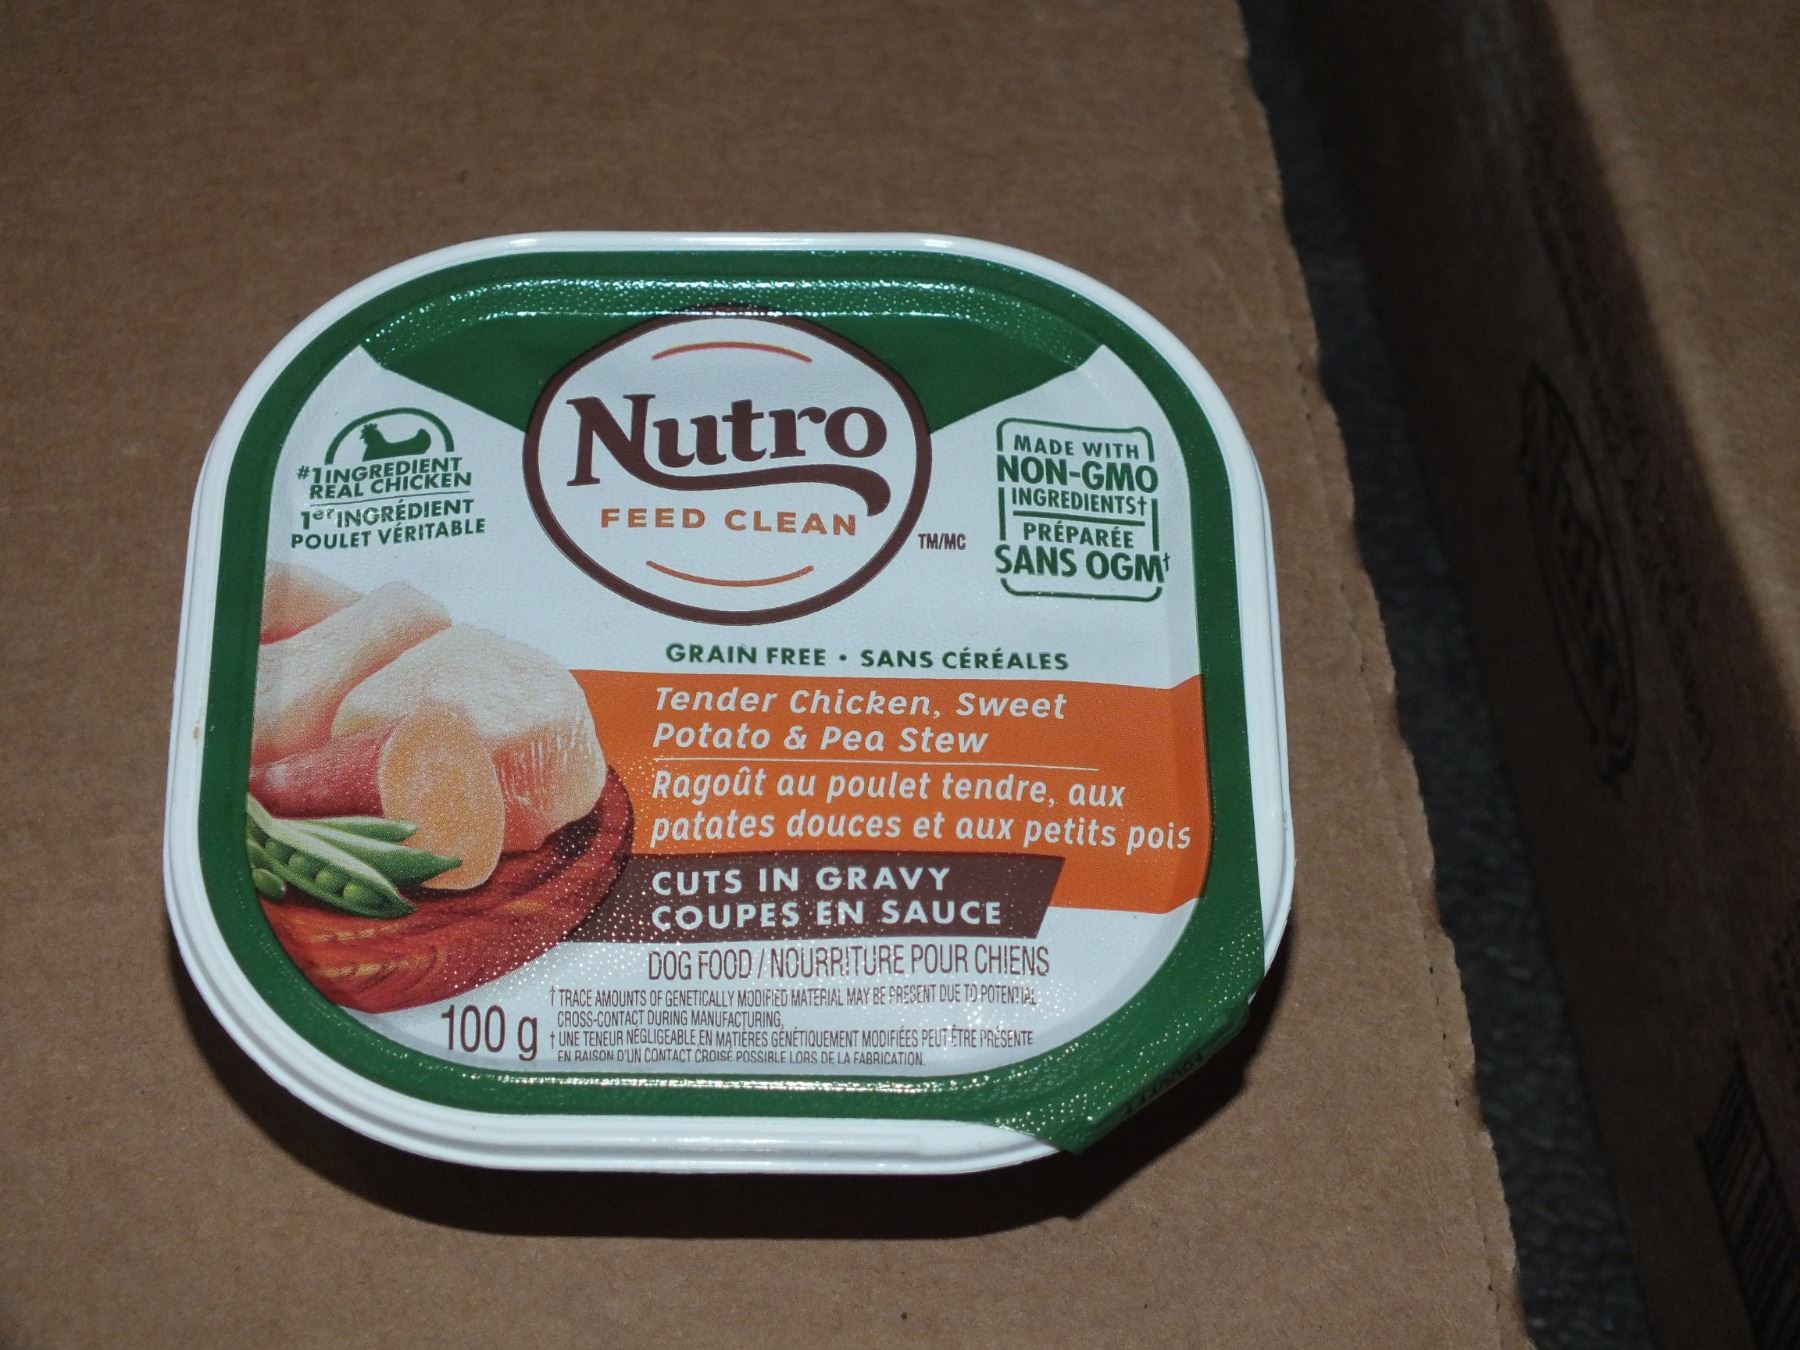 Nutro
FEED CLEAN
TM/MC
#1 INGREDIENT
REAL CHICKEN
1er INGRÉDIENT
POULET VÉRITABLE
MADE WITH
NON-GMO
INGREDIENTS†
PRÉPARÉE
SANS OGM†
GRAIN FREE • SANS CÉRÉALES
Tender Chicken, Sweet
Potato & Pea Stew
Ragoût au poulet tendre, aux
patates douces et aux petits pois
CUTS IN GRAVY
COUPES EN SAUCE
DOG FOOD / NOURRITURE POUR CHIENS
100 g
† TRACE AMOUNTS OF GENETICALLY MODIFIED MATERIAL MAY BE PRESENT DUE TO POTENTIAL
CROSS-CONTACT DURING MANUFACTURING.
† UNE TENEUR NÉGLIGEABLE EN MATIÈRES GÉNÉTIQUEMENT MODIFIÉES PEUT ÊTRE PRÉSENTE
EN RAISON D'UN CONTACT CROISÉ POSSIBLE LORS DE LA FABRICATION.